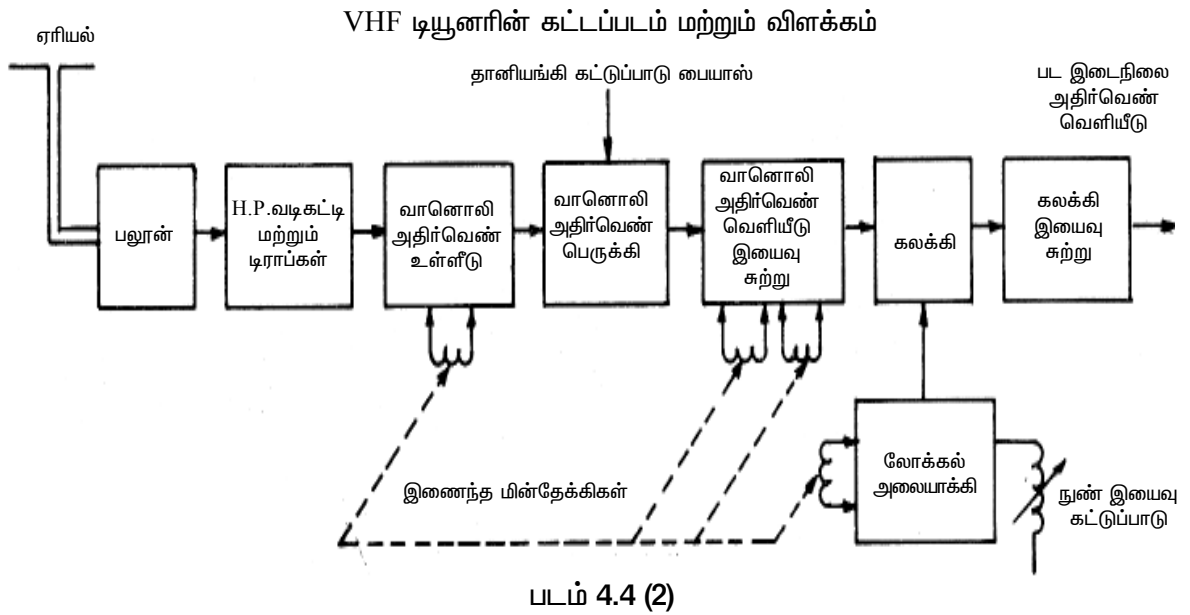 VHF டியூனரின் கட்டப்படம் மற்றும் விளக்கம்
ஏரியல்
தானியங்கி கட்டுப்பாடு பையாஸ்
பட இடைநிலை
அதிர்வெண்
வெளியீடு
பலூன்
H.P.வடிகட்டி
மற்றும்
டிராப்கள்
வானொலி
அதிர்வெண்
உள்ளீடு
வானொலி
அதிர்வெண்
பெருக்கி
வானொலி
அதிர்வெண்
வெளியீடு
இயைவு
சுற்று
கலக்கி
கலக்கி
இயைவு
சுற்று
இணைந்த மின்தேக்கிகள்
லோக்கல்
அலையாக்கி
நுண் இயைவு
கட்டுப்பாடு
படம் 4.4 (2)